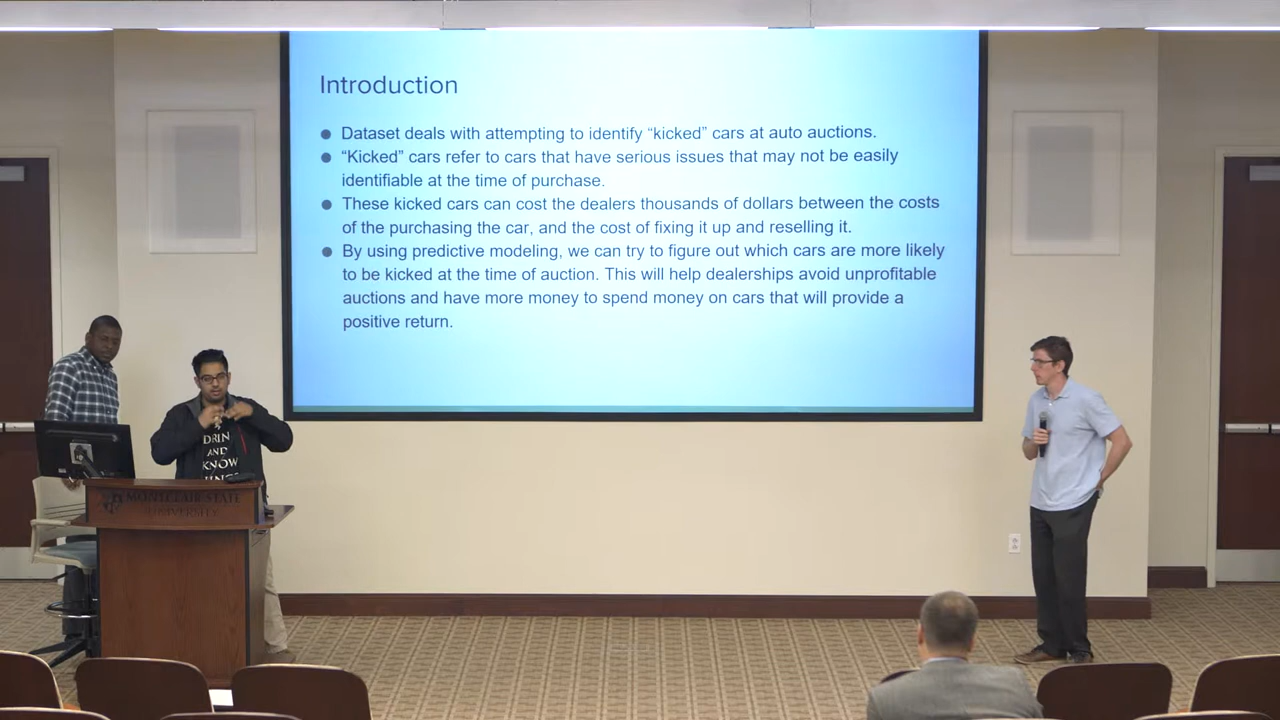 Introduction
Dataset deals with attempting to identify “kicked” cars at auto auctions.
“Kicked” cars refer to cars that have serious issues that may not be easily
identifiable at the time of purchase.
These kicked cars can cost the dealers thousands of dollars between the costs
of the purchasing the car, and the cost of fixing it up and reselling it.
By using predictive modeling, we can try to figure out which cars are more likely
to be kicked at the time of auction. This will help dealerships avoid unprofitable
auctions and have more money to spend money on cars that will provide a
positive return.
DRIN
AND
KNOW
MONTCLAIR STATE
UNIVERSITY